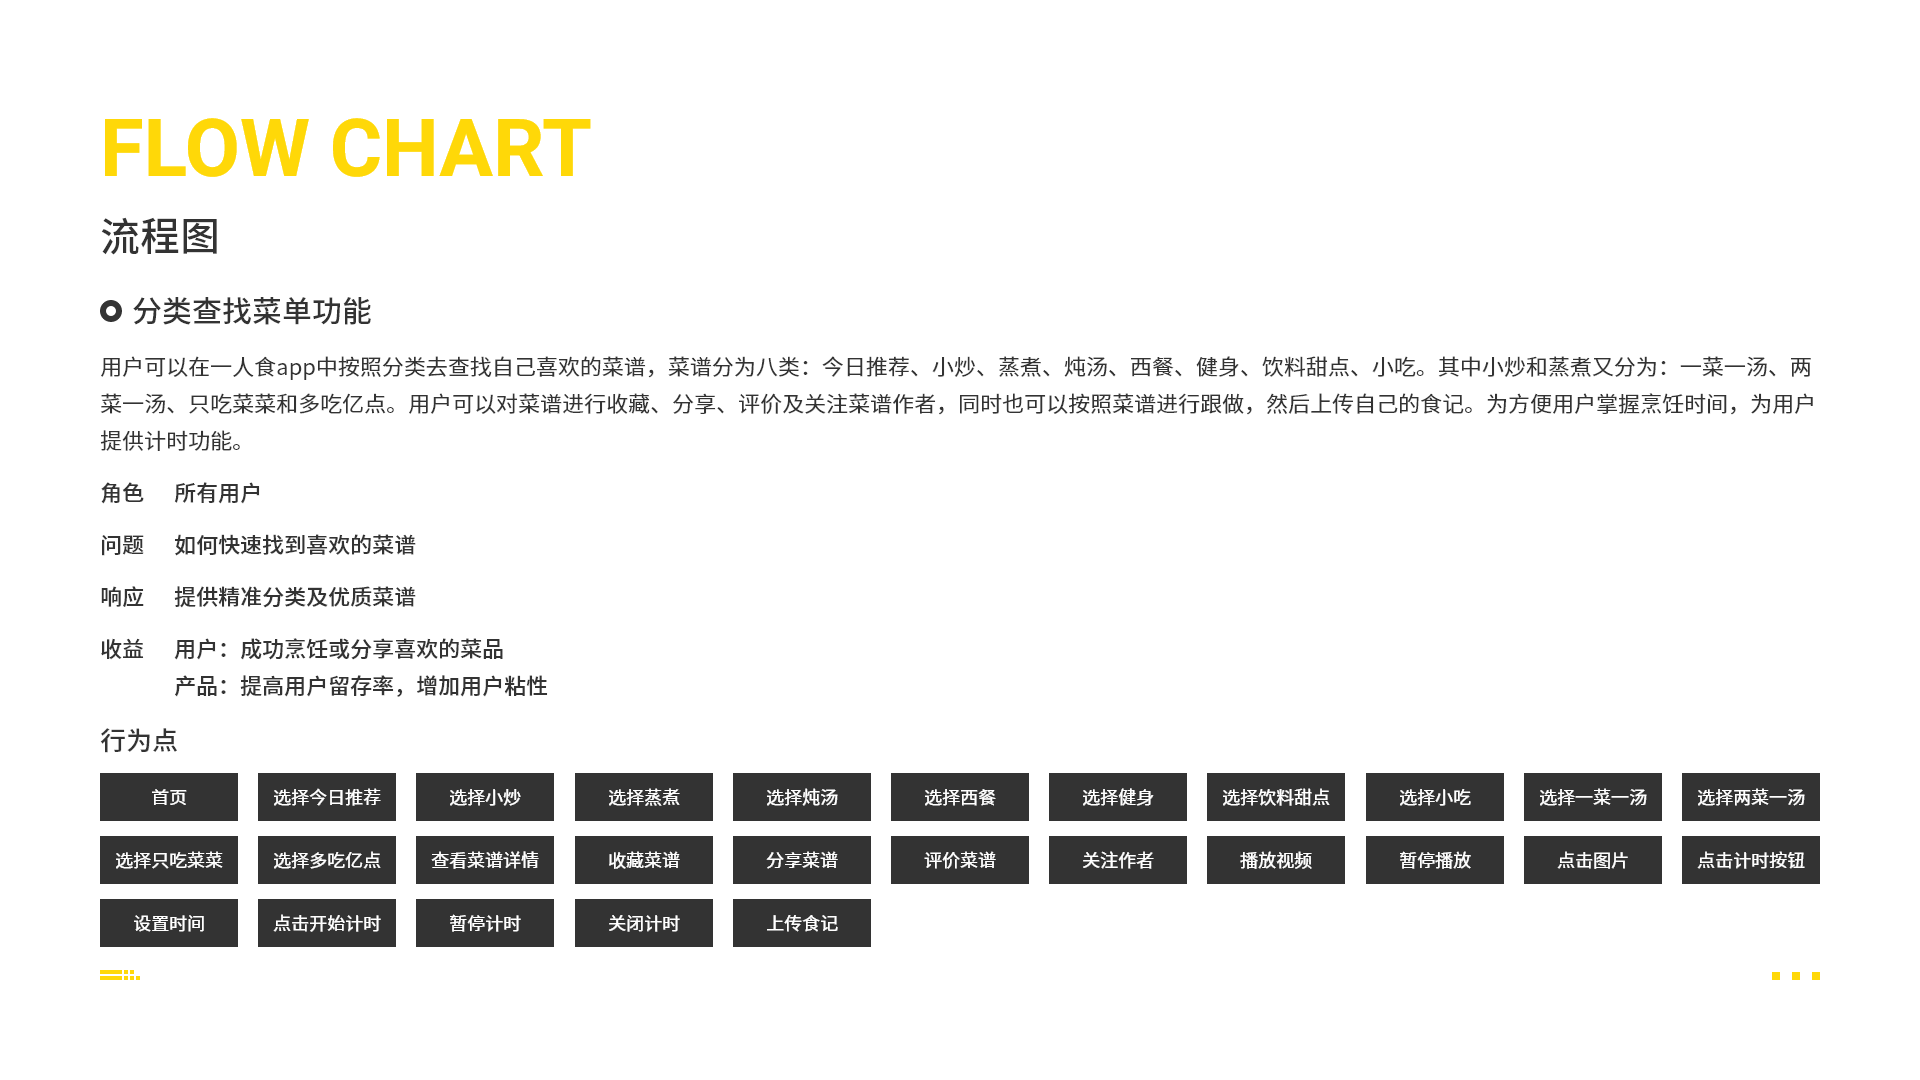 FLOW CHART
流程图
分类查找菜单功能
用户可以在一人食app中按照分类去查找自己喜欢的菜谱，菜谱分为八类：今日推荐、小炒、蒸煮、炖汤、西餐、健身、饮料甜点、小吃。其中小炒和蒸煮又分为：一菜一汤、两
菜一汤、只吃菜菜和多吃亿点。用户可以对菜谱进行收藏、分享、评价及关注菜谱作者，同时也可以按照菜谱进行跟做，然后上传自己的食记。为方便用户掌握烹饪时间，为用户
提供计时功能。
角色 所有用户
问题 如何快速找到喜欢的菜谱
响应 提供精准分类及优质菜谱
收益 用户：成功烹饪或分享喜欢的菜品
产品：提高用户留存率，增加用户粘性
行为点
首页 选择今日推荐 选择小炒 选择蒸煮 选择炖汤 选择西餐 选择健身 选择饮料甜点 选择小吃 选择一菜一汤 选择两菜一汤
选择只吃菜菜 选择多吃亿点 查看菜谱详情 收藏菜谱 分享菜谱 评价菜谱 关注作者 播放视频 暂停播放 点击图片 点击计时按钮
设置时间 点击开始计时 暂停计时 关闭计时 上传食记